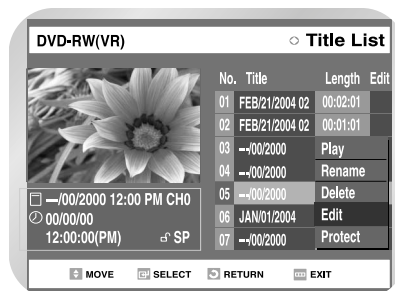 DVD-RW(VR) Title List
No. Title Length Edit
01 FEB/21/2004 02 00:02:01
02 FEB/21/2004 02 00:01:01
03 --/00/2000 Play
04 --/00/2000 Rename
05 --/00/2000 Delete
06 JAN/01/2004 Edit
07 --/00/2000 Protect
--/00/2000 12:00 PM CH0
00/00/00
12:00:00(PM) SP
MOVE SELECT RETURN EXIT